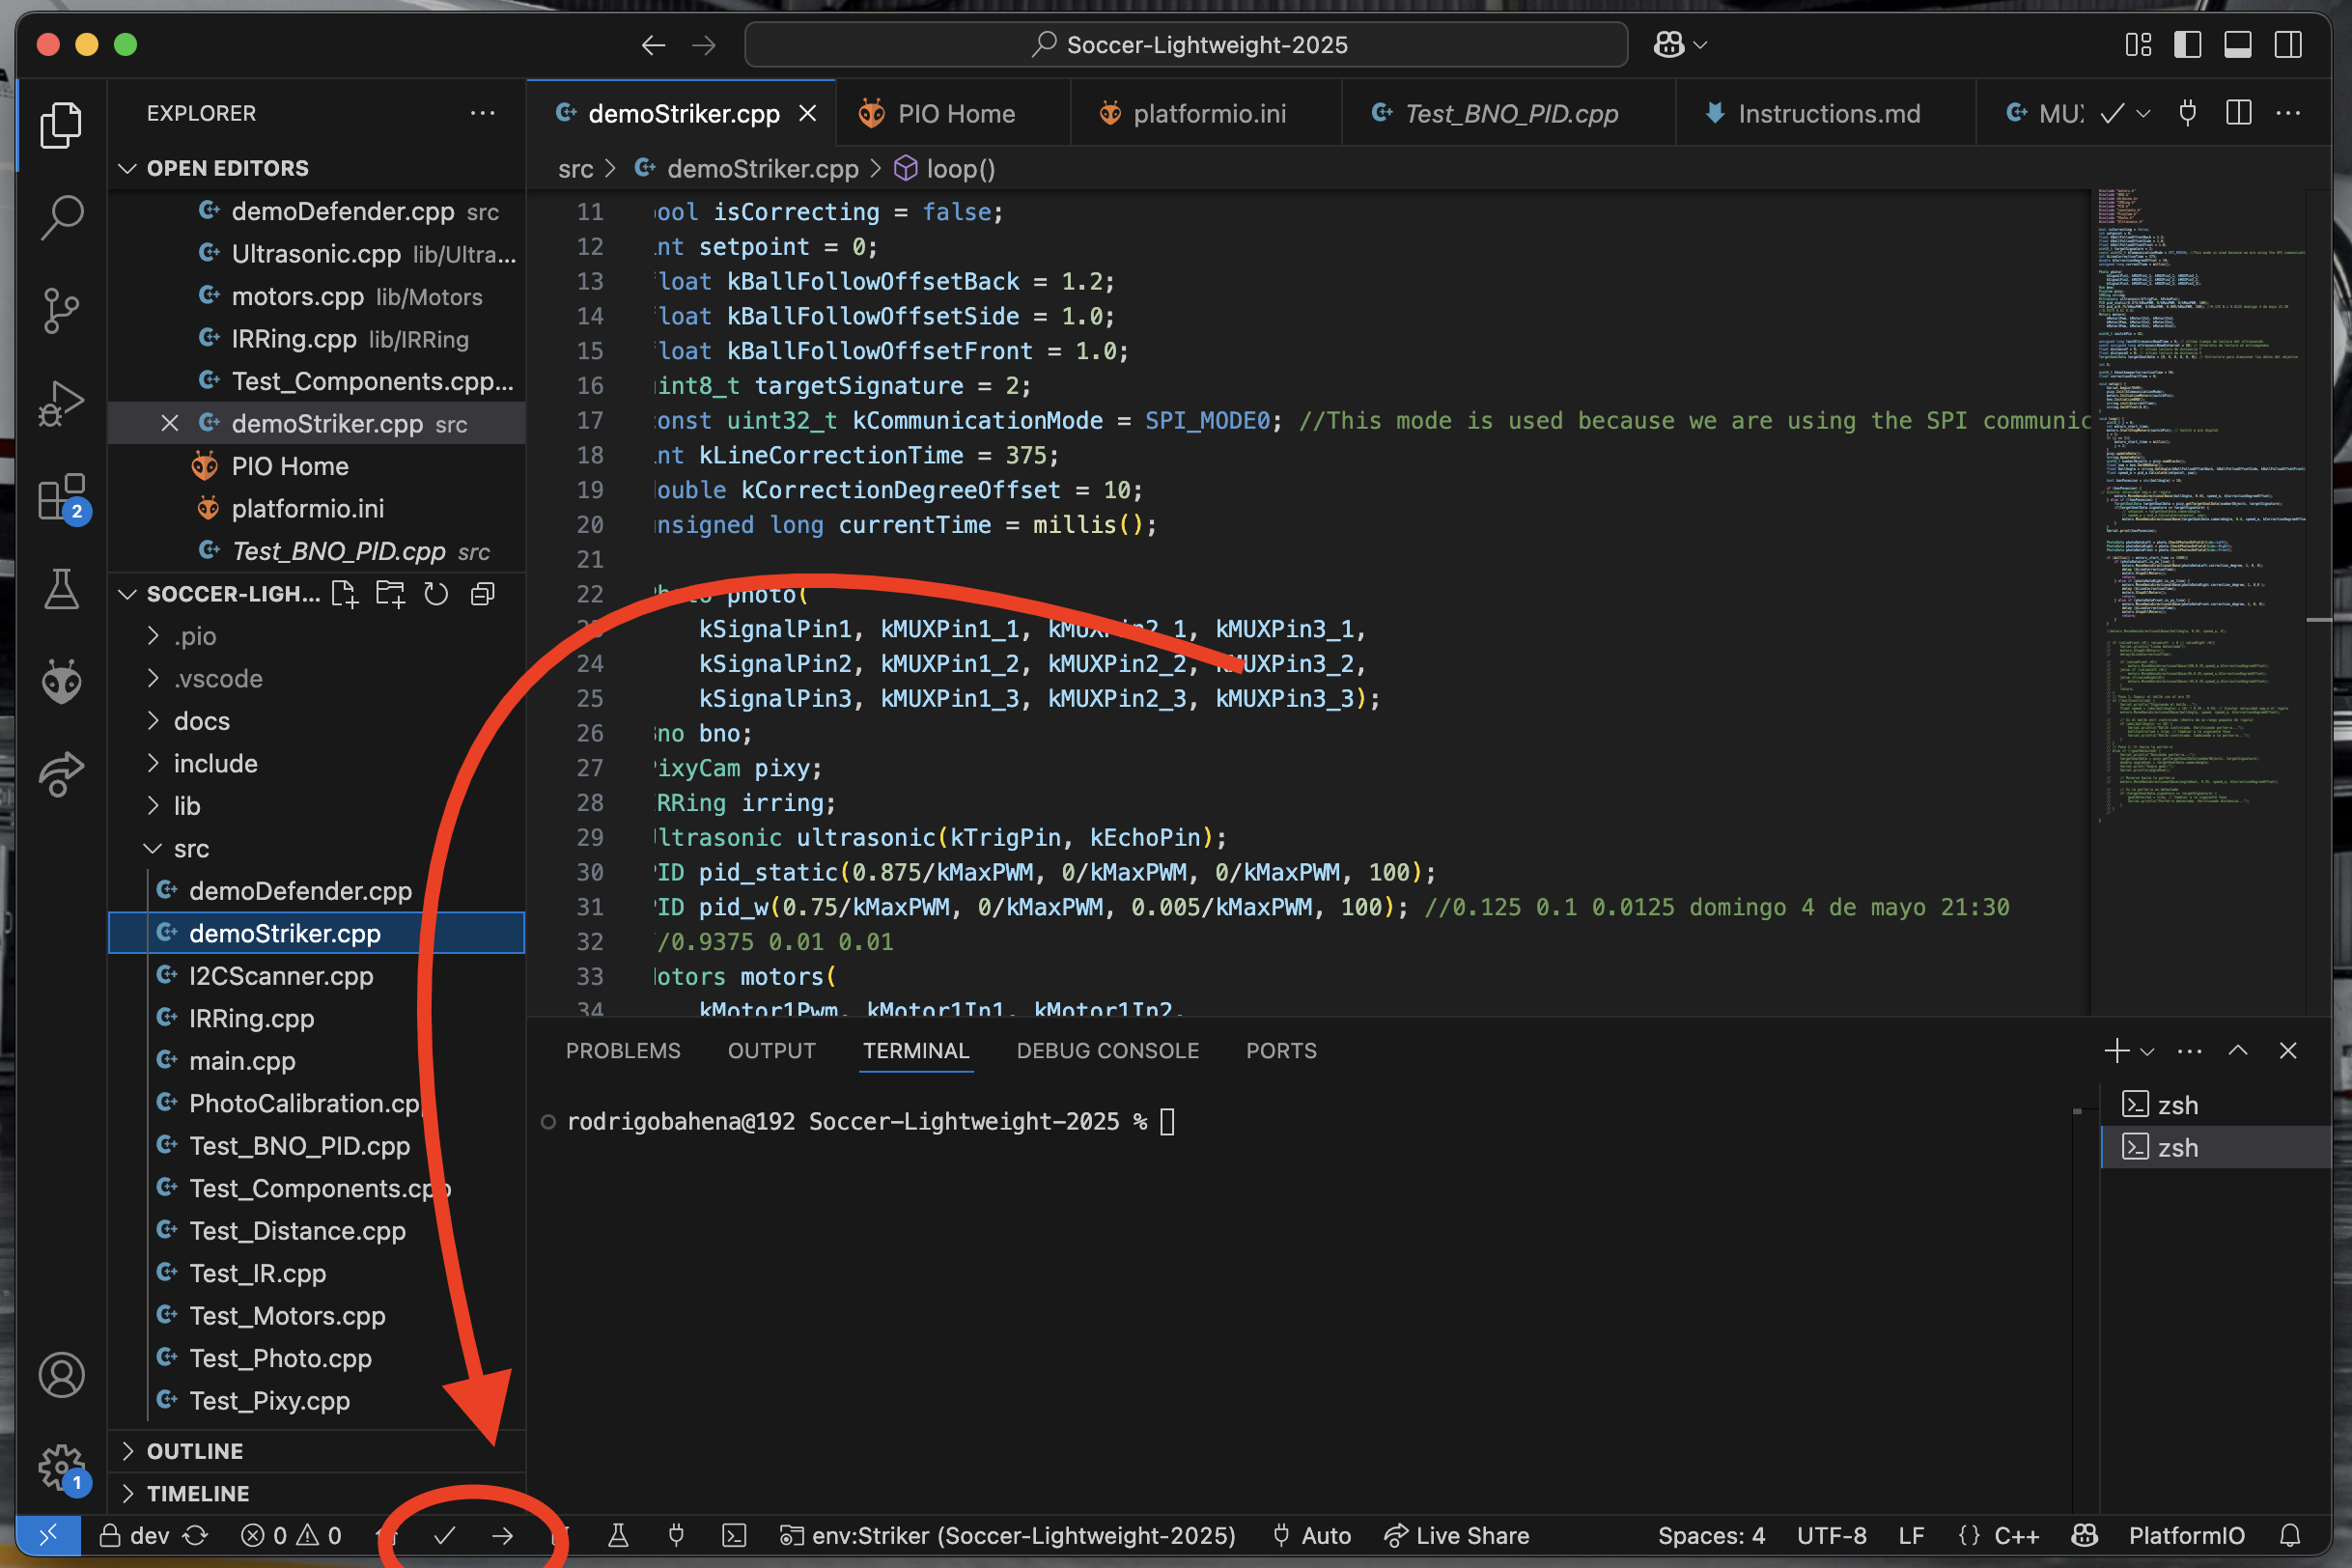 Soccer-Lightweight-2025
EXPLORER
demoStriker.cpp
PIO Home
platformio.ini
Test_BNO_PID.cpp
Instructions.md
OPEN EDITORS
src > demoStriker.cpp > loop()
demoDefender.cpp src
Ultrasonic.cpp lib/Ultra...
motors.cpp lib/Motors
IRRing.cpp lib/IRRing
Test_Components.cpp...
demoStriker.cpp src
PIO Home
platformio.ini
Test_BNO_PID.cpp src
SOCCER-LIGH...
.pio
.vscode
docs
include
lib
src
demoDefender.cpp
demoStriker.cpp
I2CScanner.cpp
IRRing.cpp
main.cpp
PhotoCalibration.cp
Test_BNO_PID.cpp
Test_Components.cpp
Test_Distance.cpp
Test_IR.cpp
Test_Motors.cpp
Test_Photo.cpp
Test_Pixy.cpp
OUTLINE
TIMELINE
11 ool isCorrecting = false;
12 nt setpoint = 0;
13 loat kBallFollowOffsetBack = 1.2;
14 loat kBallFollowOffsetSide = 1.0;
15 loat kBallFollowOffsetFront = 1.0;
16 int8_t targetSignature = 2;
17 onst uint32_t kCommunicationMode = SPI_MODE0; //This mode is used because we are using the SPI communic
18 nt kLineCorrectionTime = 375;
19 ouble kCorrectionDegreeOffset = 10;
20 nsigned long currentTime = millis();
21
22 hoto photo(
23 kSignalPin1, kMUXPin1_1, kMUXPin2_1, kMUXPin3_1,
24 kSignalPin2, kMUXPin1_2, kMUXPin2_2, kMUXPin3_2,
25 kSignalPin3, kMUXPin1_3, kMUXPin2_3, kMUXPin3_3);
26 no bno;
27 ixyCam pixy;
28 RRing irring;
29 ltrasonic ultrasonic(kTrigPin, kEchoPin);
30 ID pid_static(0.875/kMaxPWM, 0/kMaxPWM, 0/kMaxPWM, 100);
31 ID pid_w(0.75/kMaxPWM, 0/kMaxPWM, 0.005/kMaxPWM, 100); //0.125 0.1 0.0125 domingo 4 de mayo 21:30
32 /0.9375 0.01 0.01
33 otors motors(
34 kMotor1Pwm, kMotor1In1, kMotor1In2,
PROBLEMS OUTPUT TERMINAL DEBUG CONSOLE PORTS
rodrigobahena@192 Soccer-Lightweight-2025 %
zsh
zsh
2
1
dev 0 0 env:Striker (Soccer-Lightweight-2025) Auto Live Share Spaces: 4 UTF-8 LF {} C++ PlatformIO